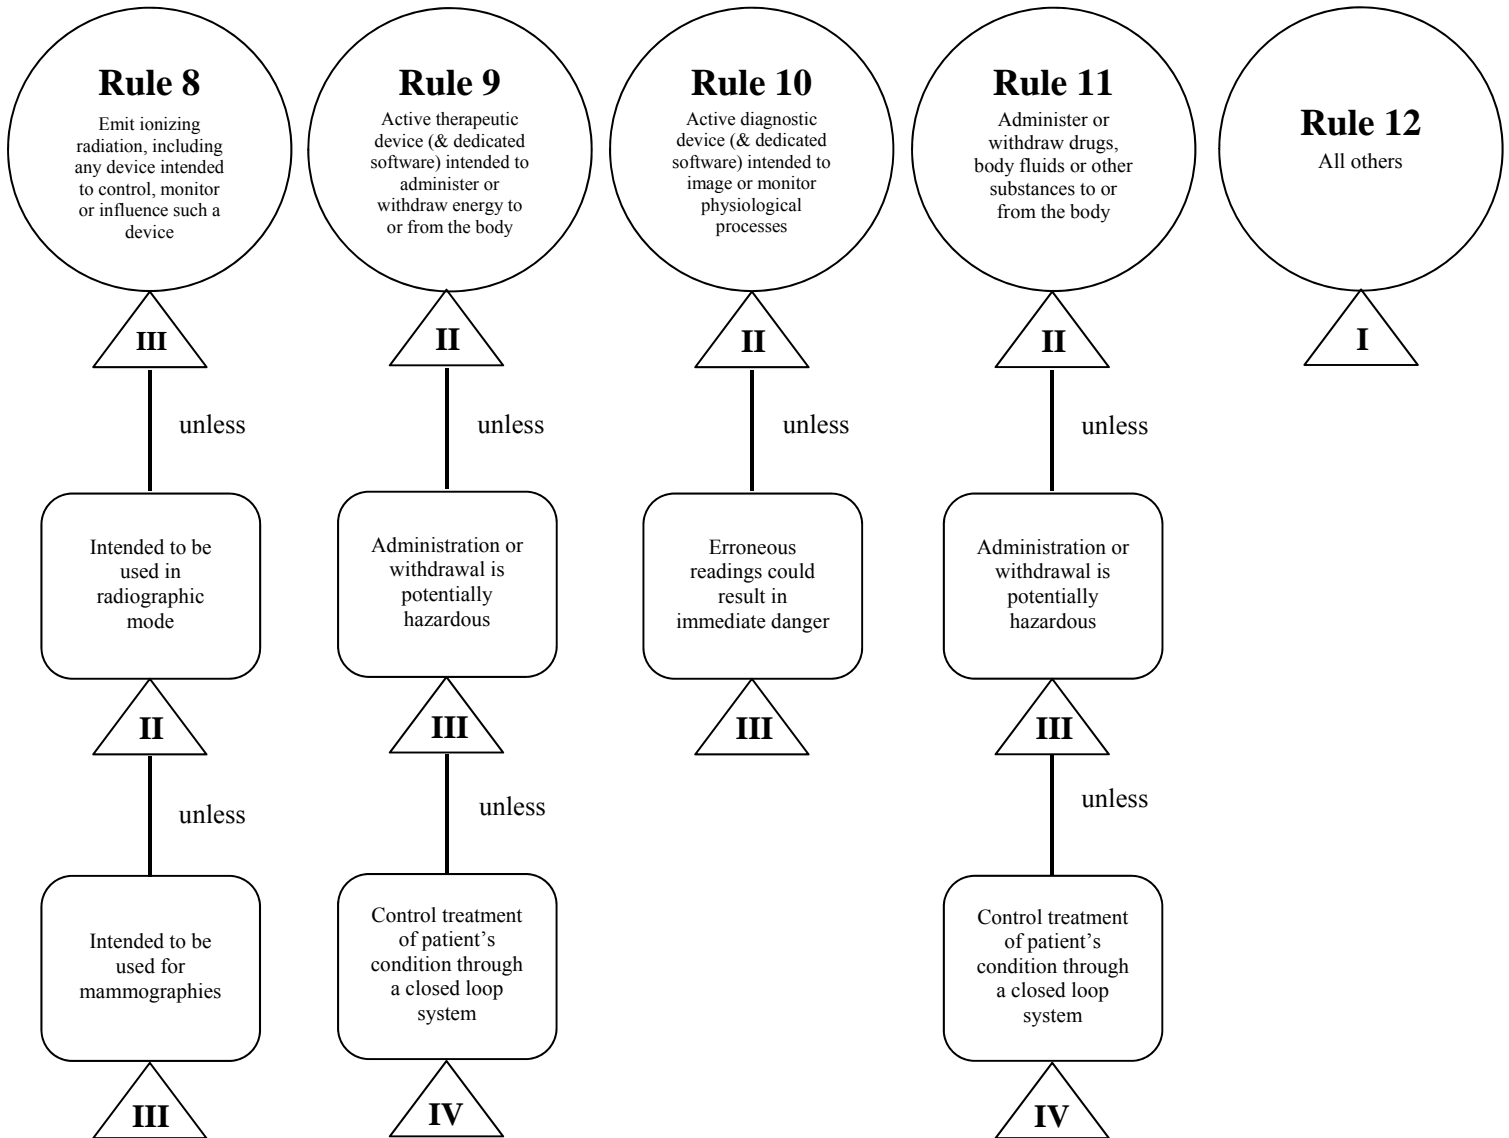 Rule 8
Emit ionizing
radiation, including
any device intended
to control, monitor
or influence such a
device
III
unless
Intended to be
used in
radiographic
mode
II
unless
Intended to be
used for
mammographies
III
Rule 9
Active therapeutic
device (& dedicated
software) intended to
administer or
withdraw energy to
or from the body
II
unless
Administration or
withdrawal is
potentially
hazardous
III
unless
Control treatment
of patient’s
condition through
a closed loop
system
IV
Rule 10
Active diagnostic
device (& dedicated
software) intended to
image or monitor
physiological
processes
II
unless
Erroneous
readings could
result in
immediate danger
III
Rule 11
Administer or
withdraw drugs,
body fluids or other
substances to or
from the body
II
unless
Administration or
withdrawal is
potentially
hazardous
III
unless
Control treatment
of patient’s
condition through
a closed loop
system
IV
Rule 12
All others
I